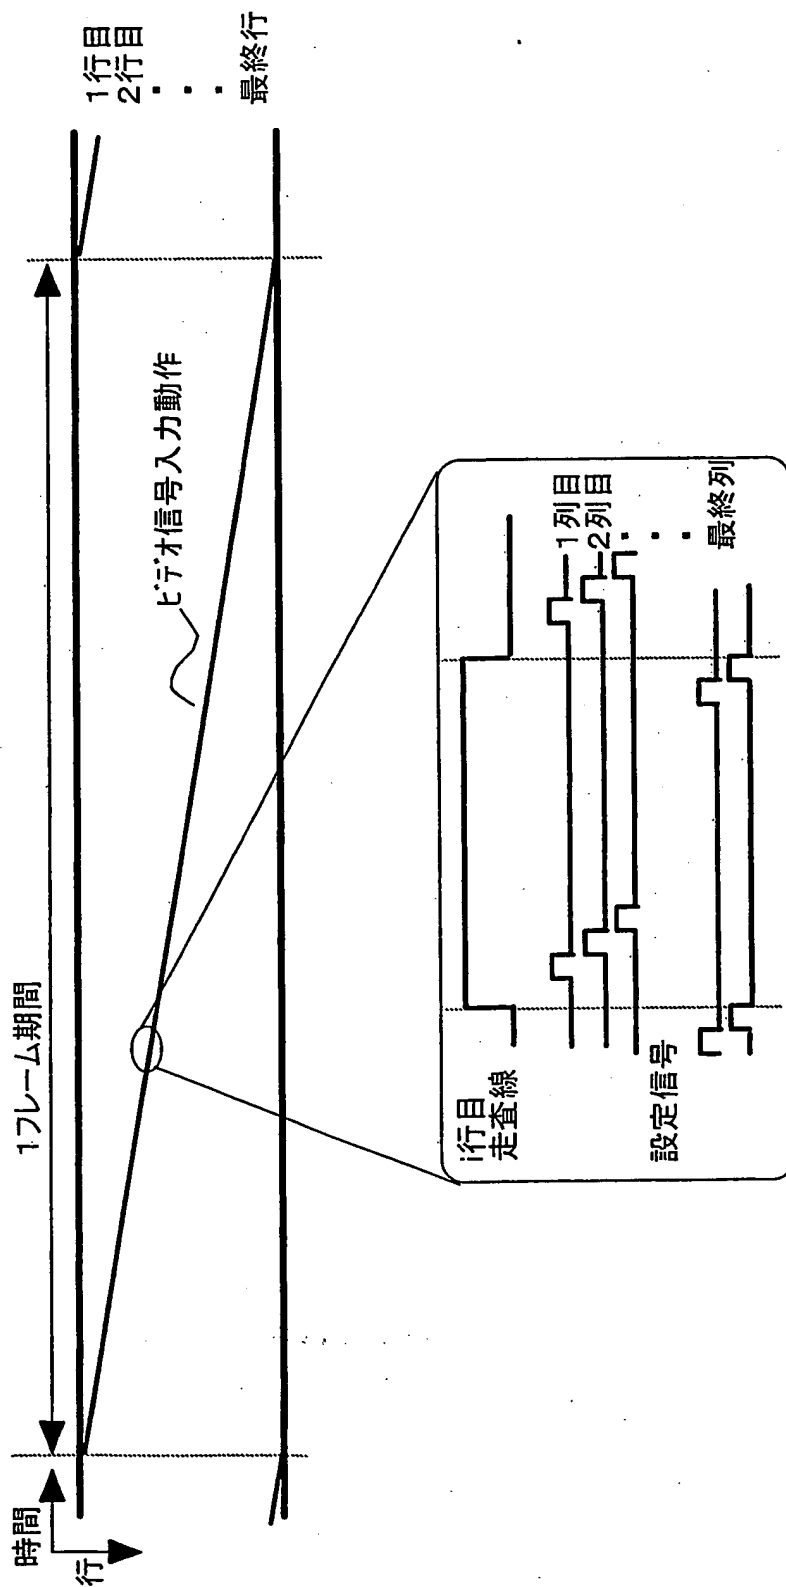 時間
行
1フレーム期間
ビデオ信号入力動作
1行目
2行目
・
・
・
最終行
i行目
走査線
設定信号
1列目
2列目
・
・
・
最終列